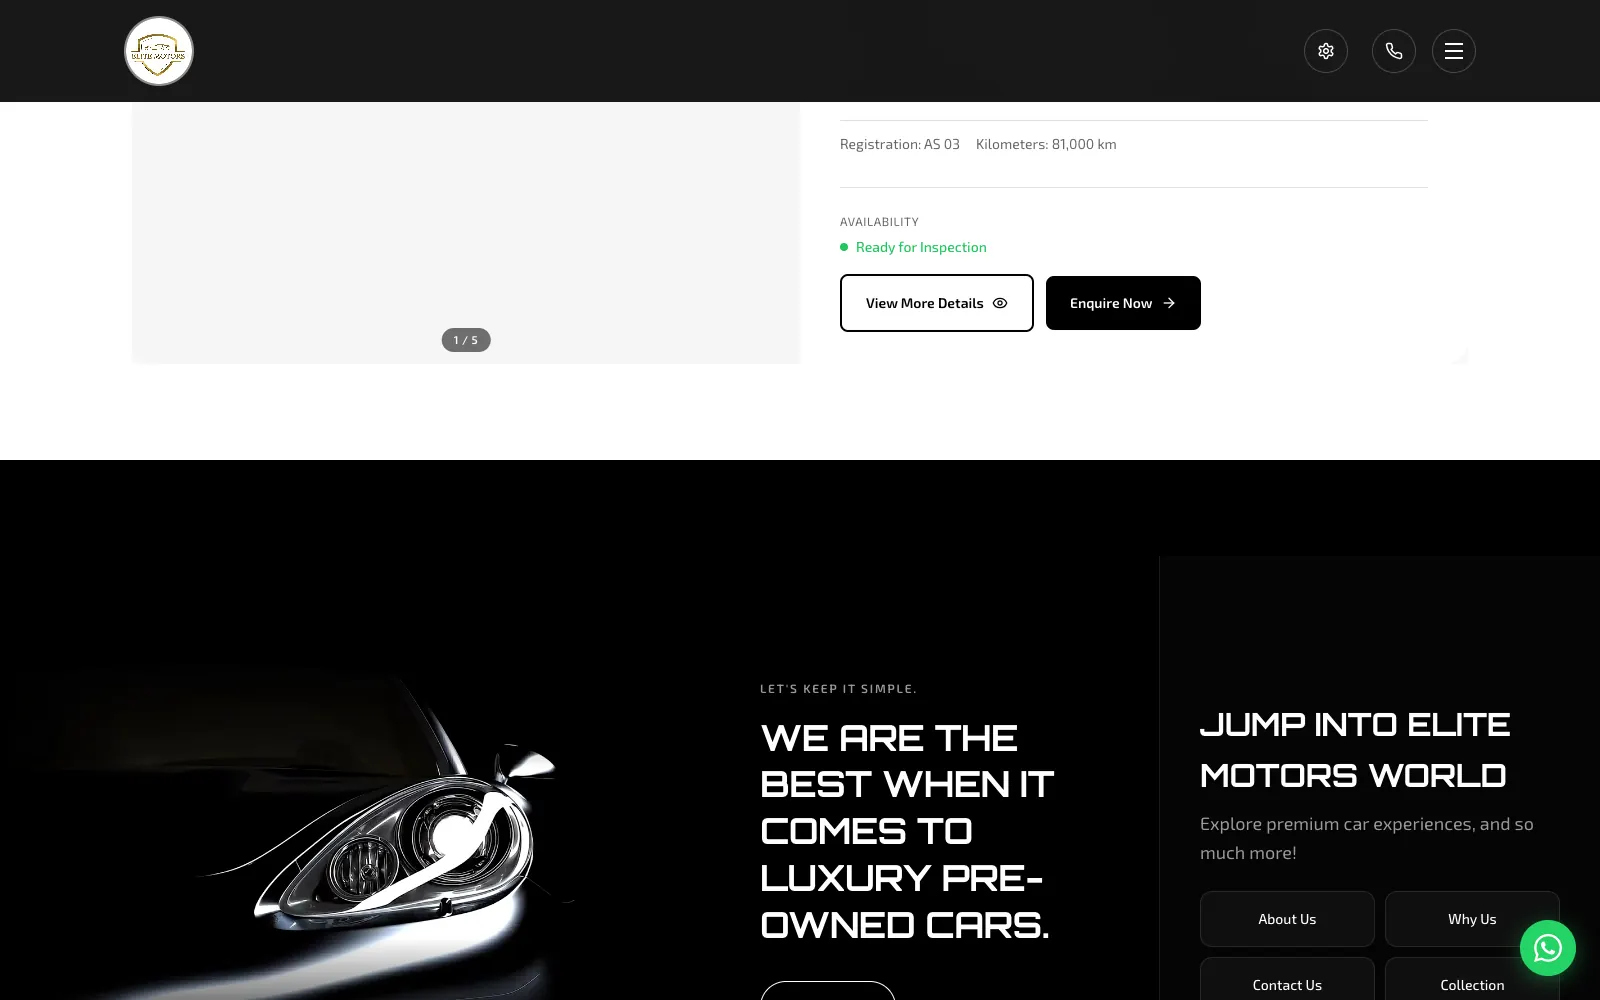 ELITE MOTORS
Registration: AS 03 Kilometers: 81,000 km
AVAILABILITY
Ready for Inspection
View More Details
Enquire Now
1 / 5
LET'S KEEP IT SIMPLE.
WE ARE THE
BEST WHEN IT
COMES TO
LUXURY PRE-
OWNED CARS.
JUMP INTO ELITE
MOTORS WORLD
Explore premium car experiences, and so
much more!
About Us
Why Us
Contact Us
Collection